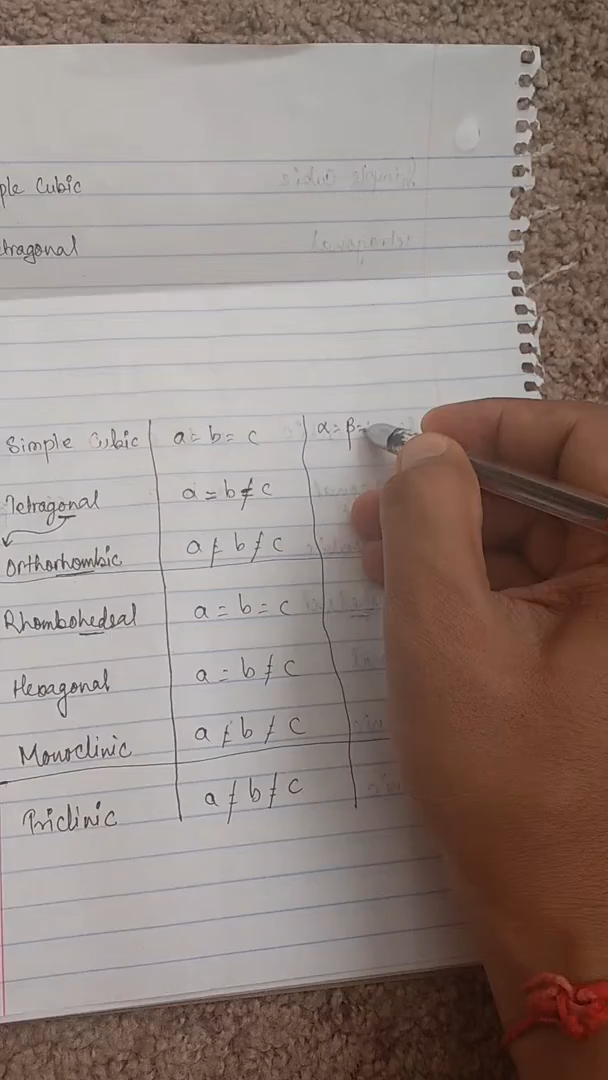 ple Cubic
tragonal
Simple Cubic a = b = c α = β =
Tetragonal a = b ≠ c
Orthorhombic a ≠ b ≠ c
Rhombohedral a = b = c
Hexagonal a = b ≠ c
Monoclinic a ≠ b ≠ c
Triclinic a ≠ b ≠ c